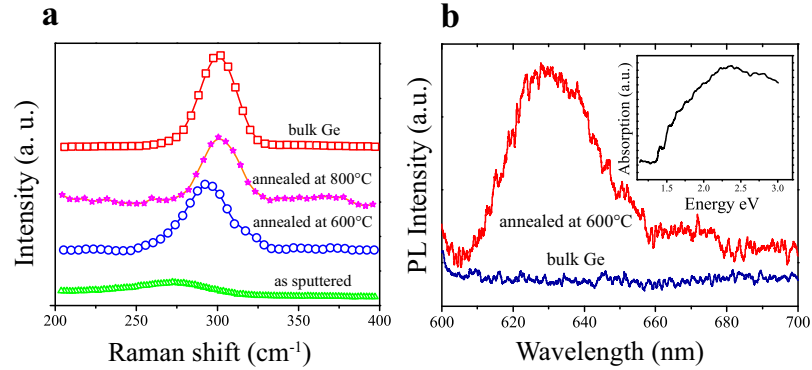 a
Intensity (a. u.)
bulk Ge
annealed at 800°C
annealed at 600°C
as sputtered
200 250 300 350 400
Raman shift (cm⁻¹)
b
PL Intensity (a.u.)
annealed at 600°C
bulk Ge
600 620 640 660 680 700
Wavelength (nm)
Absorption (a.u.)
1.5 2.0 2.5 3.0
Energy eV